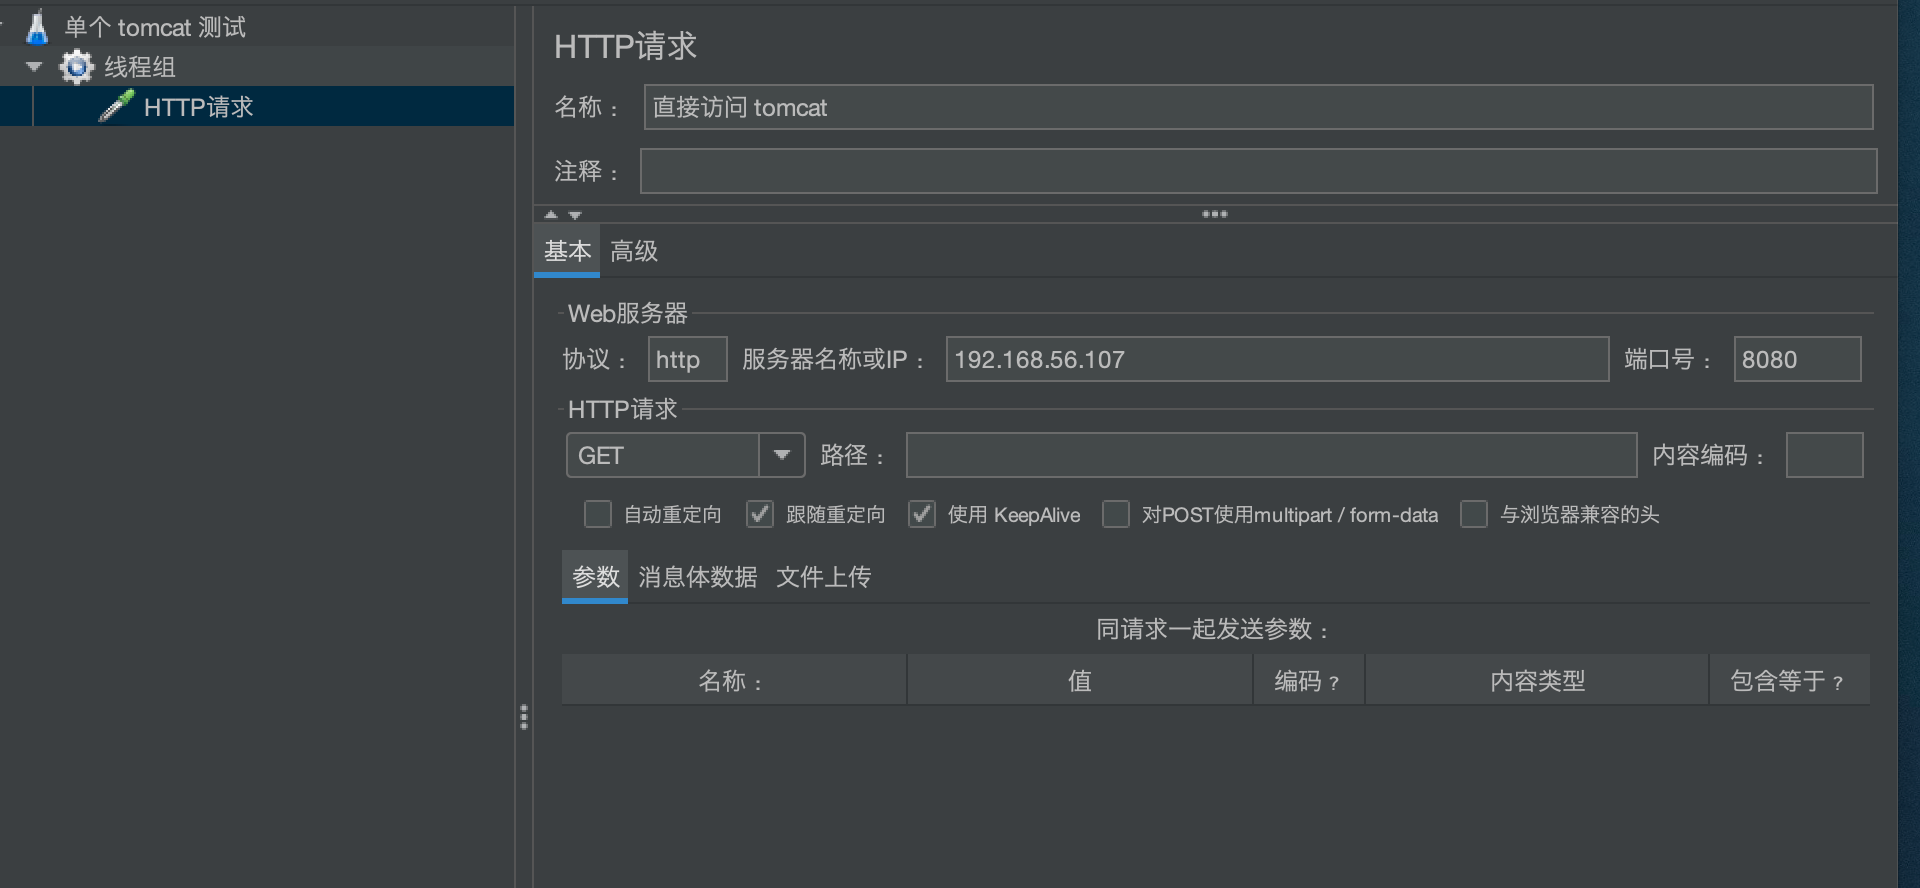 单个 tomcat 测试
线程组
HTTP请求
HTTP请求
名称： 直接访问 tomcat
注释：
基本 高级
Web服务器
协议： http 服务器名称或IP： 192.168.56.107 端口号： 8080
HTTP请求
GET 路径： 内容编码：
自动重定向 跟随重定向 使用 KeepAlive 对POST使用multipart / form-data 与浏览器兼容的头
参数 消息体数据 文件上传
同请求一起发送参数：
名称： 值 编码？ 内容类型 包含等于？